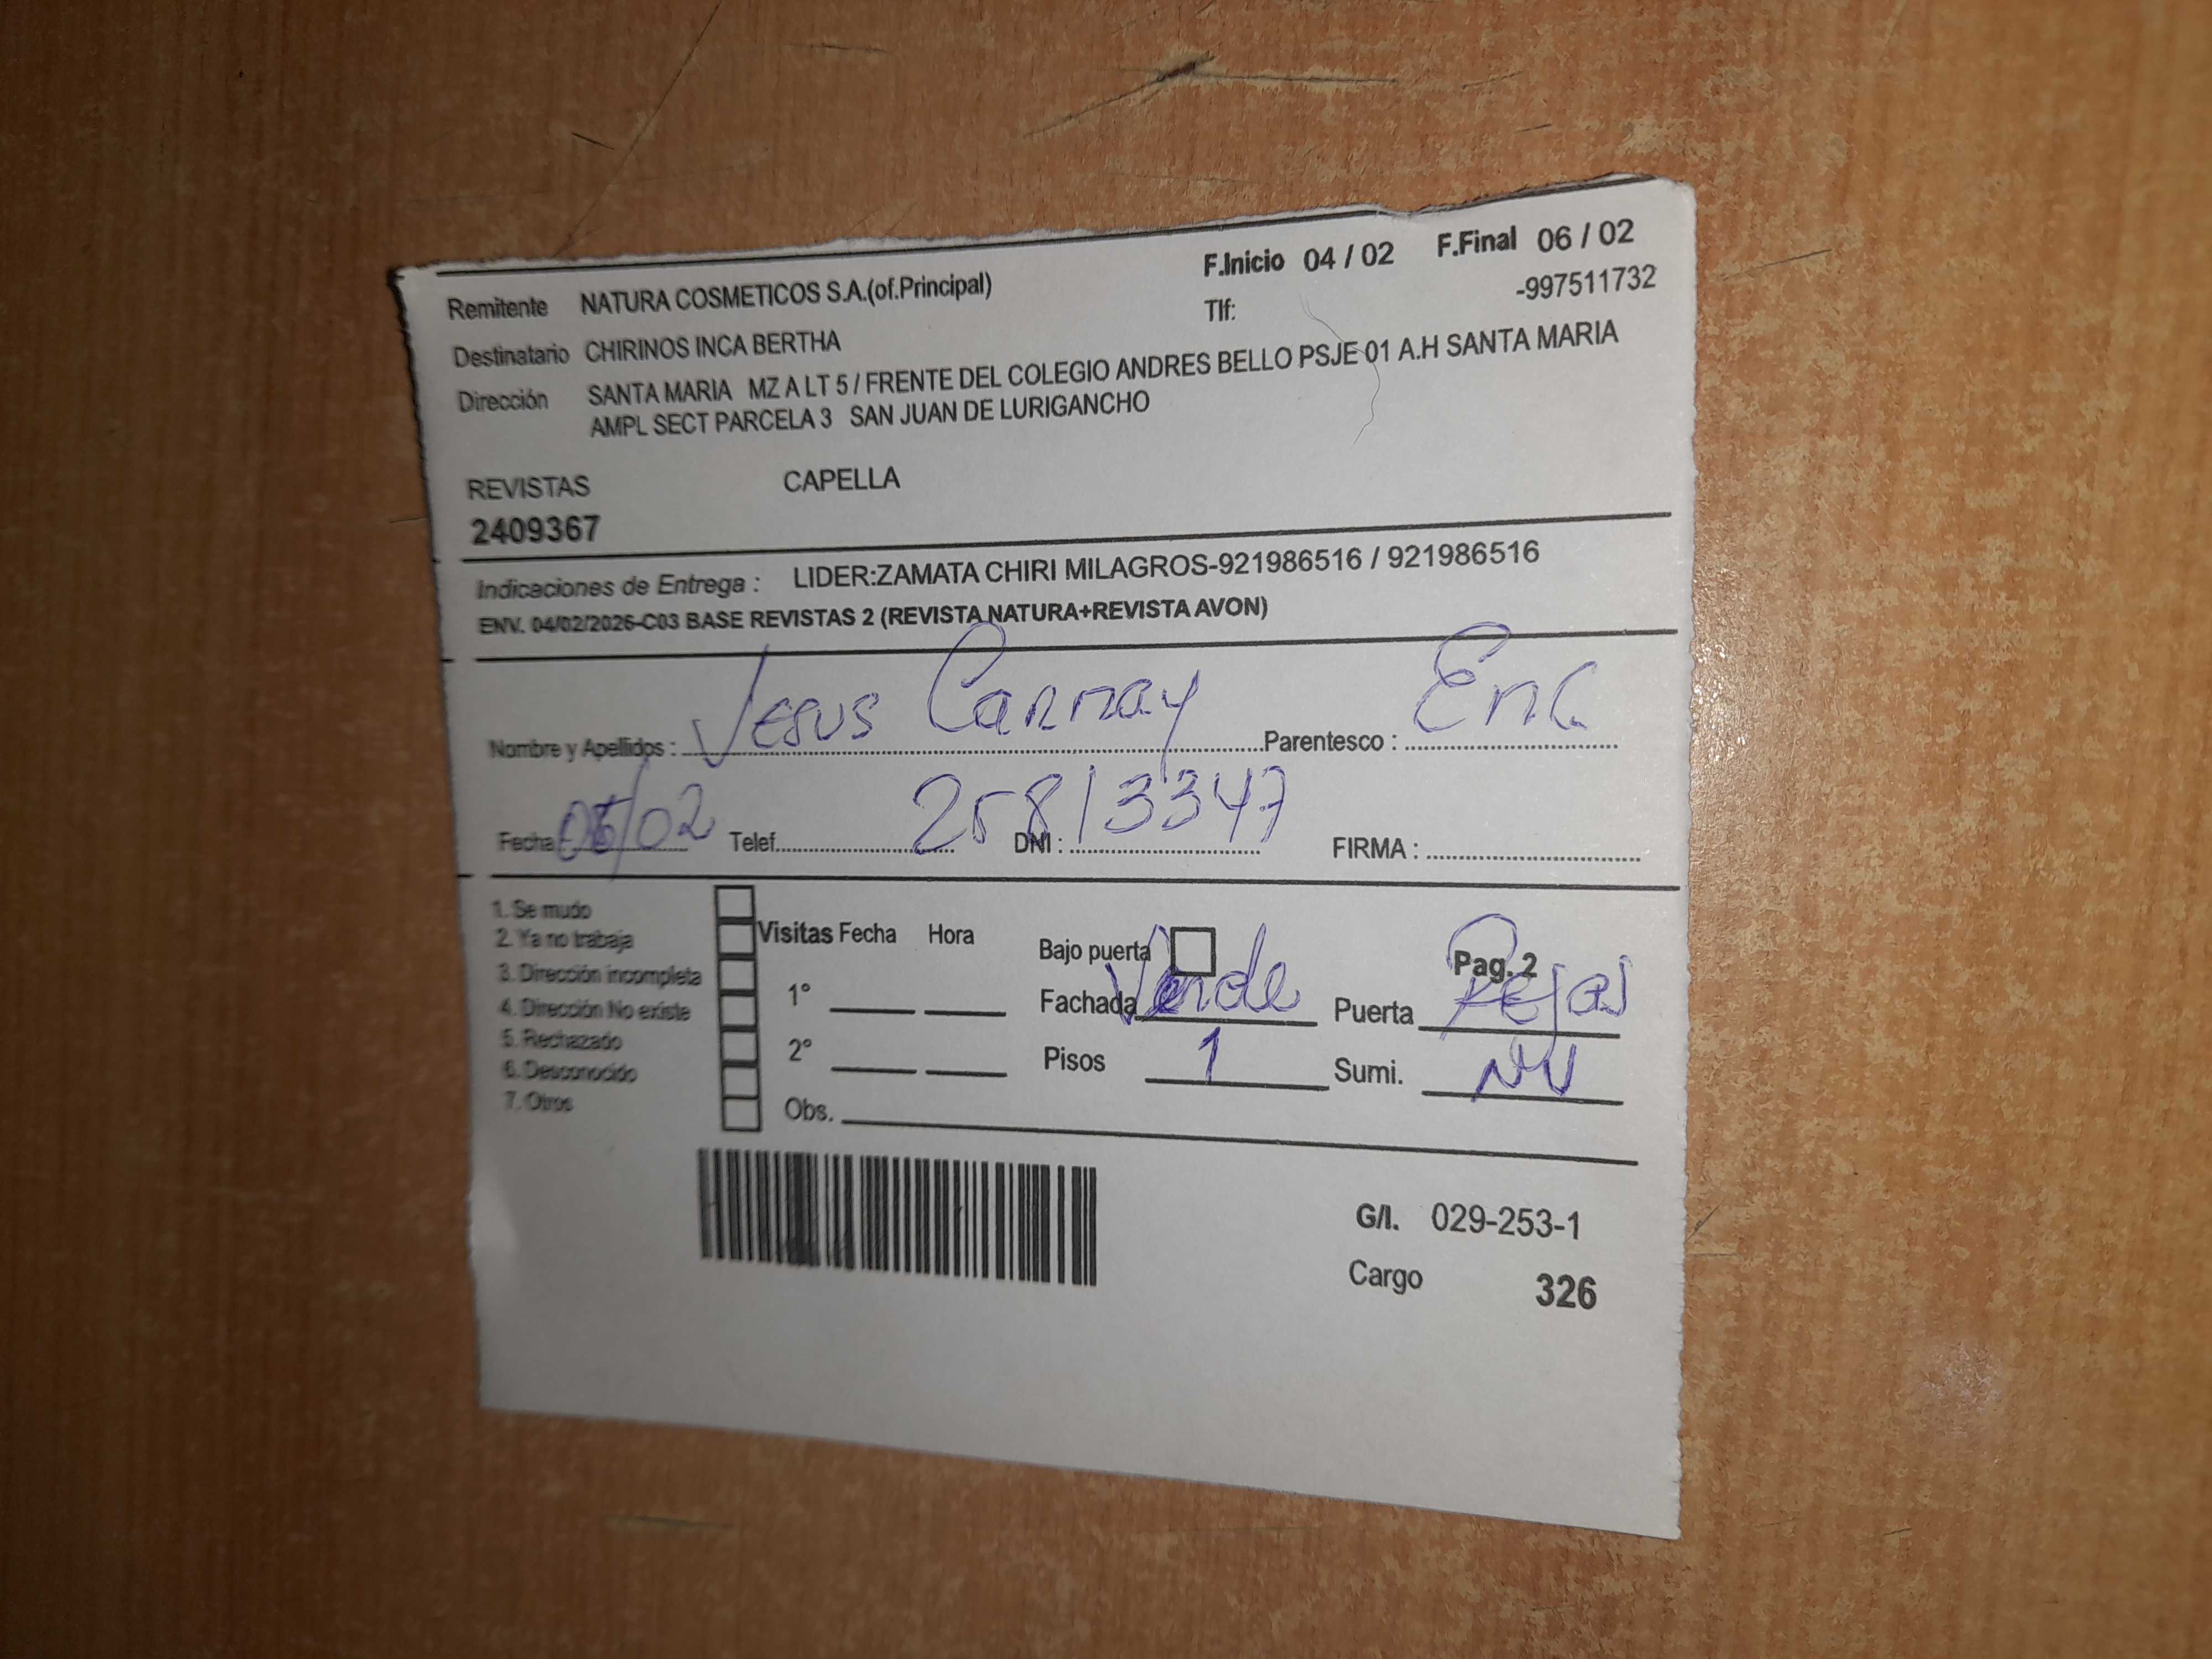 F.Inicio 04 / 02 F.Final 06 / 02
Remitente NATURA COSMETICOS S.A.(of.Principal) Tlf: -997511732
Destinatario CHIRINOS INCA BERTHA
Dirección SANTA MARIA MZ A LT 5 / FRENTE DEL COLEGIO ANDRES BELLO PSJE 01 A.H SANTA MARIA
AMPL SECT PARCELA 3 SAN JUAN DE LURIGANCHO
REVISTAS CAPELLA
2409367
Indicaciones de Entrega : LIDER:ZAMATA CHIRI MILAGROS-921986516 / 921986516
ENV. 04/02/2026-C03 BASE REVISTAS 2 (REVISTA NATURA+REVISTA AVON)
Nombre y Apellidos : Jesus Parentesco :
Fecha 05/02 Telef. DNI : 25813347 FIRMA :
1. Se mudo
2. Ya no trabaja
3. Dirección incompleta
4. Dirección No existe
5. Rechazado
6. Desconocido
7. Otros
Visitas Fecha Hora
1°
2°
Obs.
Bajo puerta Pag. 2
Fachada Verde Puerta Rejas
Pisos 1 Sumi. NV
G/I. 029-253-1
Cargo 326